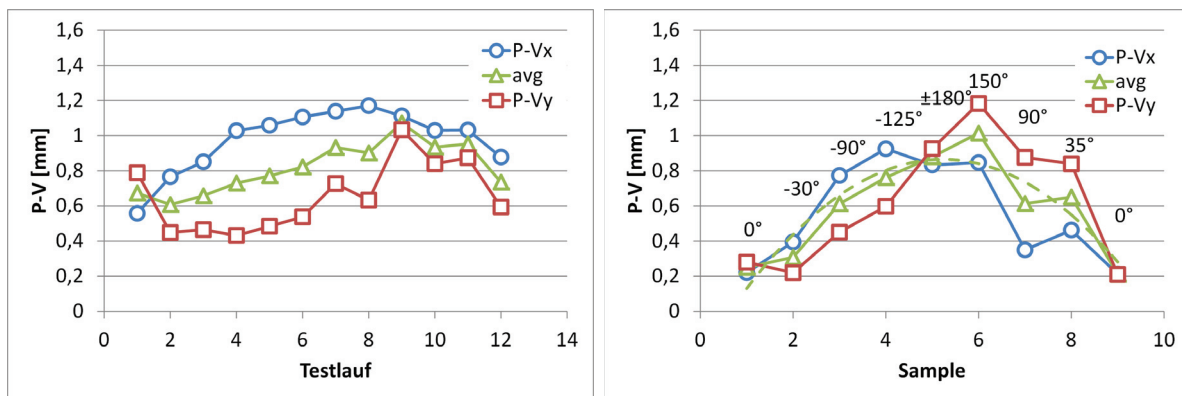 1,6
1,4
1,2
1
0,8
0,6
0,4
0,2
0
P-V [mm]
0 2 4 6 8 10 12 14
Testlauf
P-Vx
avg
P-Vy
1,6
1,4
1,2
1
0,8
0,6
0,4
0,2
0
P-V [mm]
0 2 4 6 8 10
Sample
P-Vx
avg
P-Vy
0°
-30°
-90°
-125°
±180°
150°
90°
35°
0°